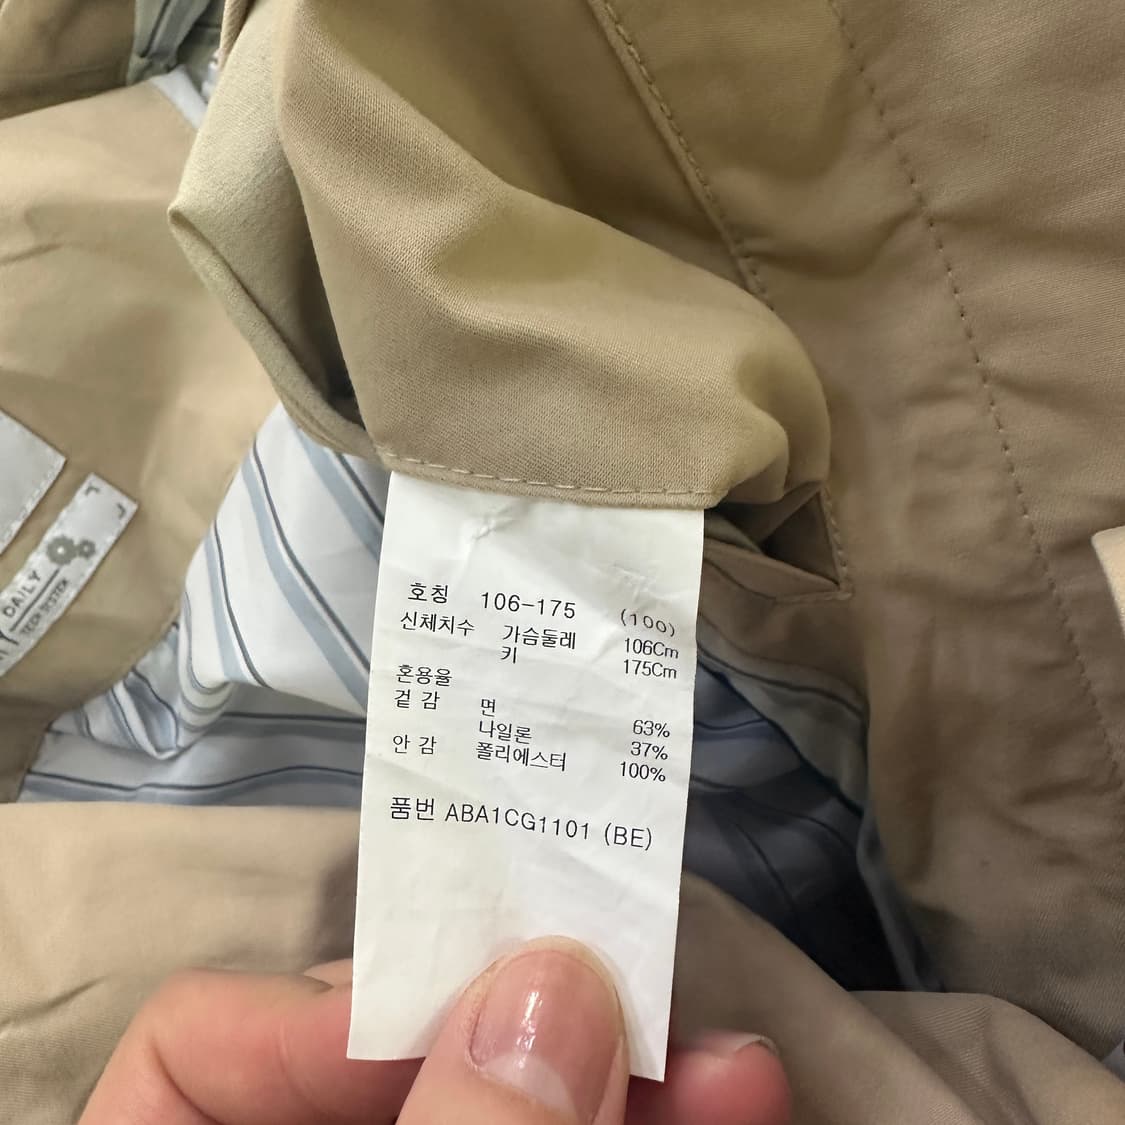 호칭 106-175 (100)
신체치수 가슴둘레 106Cm
키 175Cm
혼용율
겉 감 면 63%
나일론 37%
안 감 폴리에스터 100%
품번 ABA1CG1101 (BE)
DAILY
TECH SYSTEM